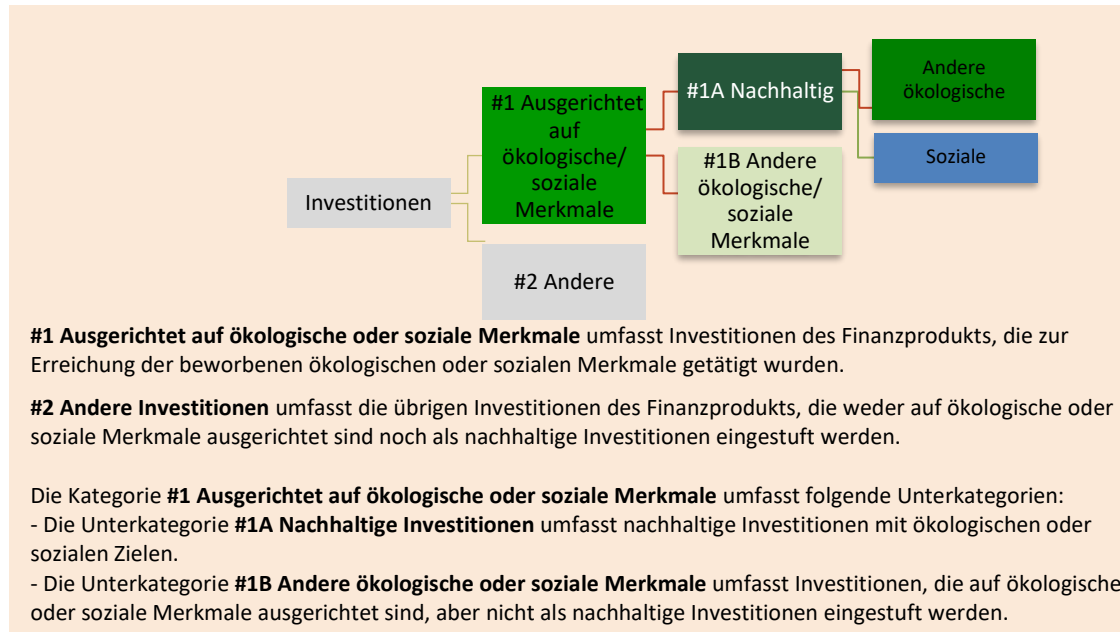 Andere
ökologische
#1A Nachhaltig
#1 Ausgerichtet
auf
ökologische/
soziale
Merkmale
Soziale
#1B Andere
ökologische/
soziale
Merkmale
Investitionen
#2 Andere
#1 Ausgerichtet auf ökologische oder soziale Merkmale umfasst Investitionen des Finanzprodukts, die zur
Erreichung der beworbenen ökologischen oder sozialen Merkmale getätigt wurden.
#2 Andere Investitionen umfasst die übrigen Investitionen des Finanzprodukts, die weder auf ökologische oder
soziale Merkmale ausgerichtet sind noch als nachhaltige Investitionen eingestuft werden.
Die Kategorie #1 Ausgerichtet auf ökologische oder soziale Merkmale umfasst folgende Unterkategorien:
- Die Unterkategorie #1A Nachhaltige Investitionen umfasst nachhaltige Investitionen mit ökologischen oder
sozialen Zielen.
- Die Unterkategorie #1B Andere ökologische oder soziale Merkmale umfasst Investitionen, die auf ökologische
oder soziale Merkmale ausgerichtet sind, aber nicht als nachhaltige Investitionen eingestuft werden.